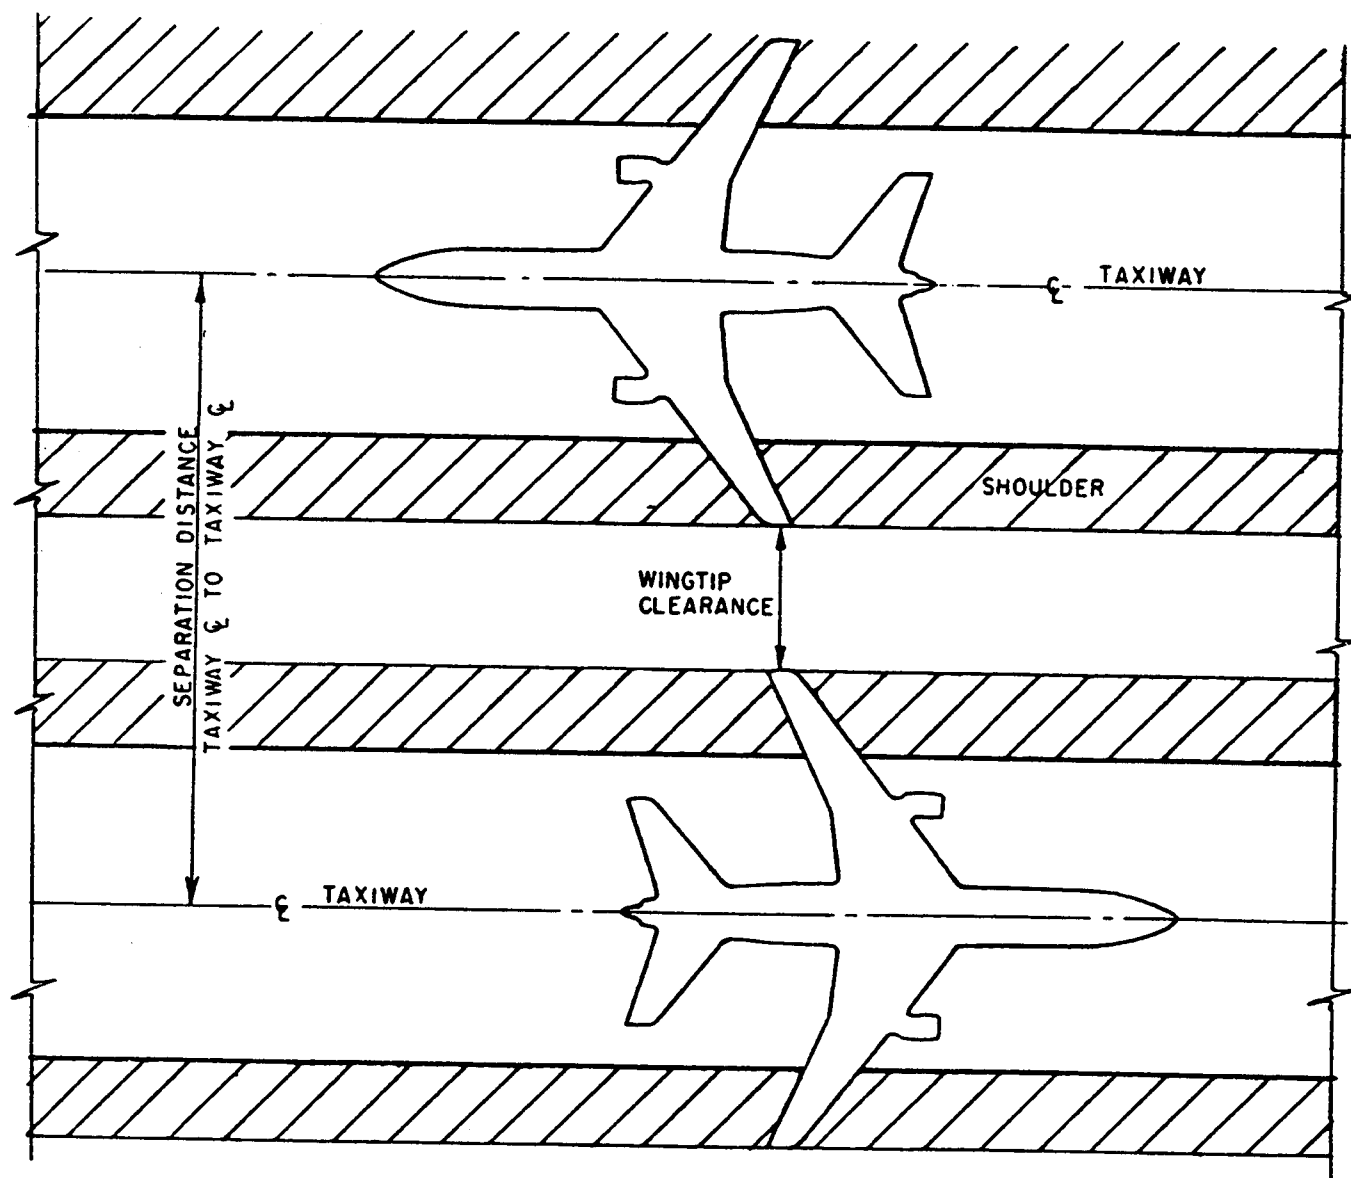 ℄ TAXIWAY
SEPARATION DISTANCE
TAXIWAY ℄ TO TAXIWAY ℄
SHOULDER
WINGTIP
CLEARANCE
℄ TAXIWAY